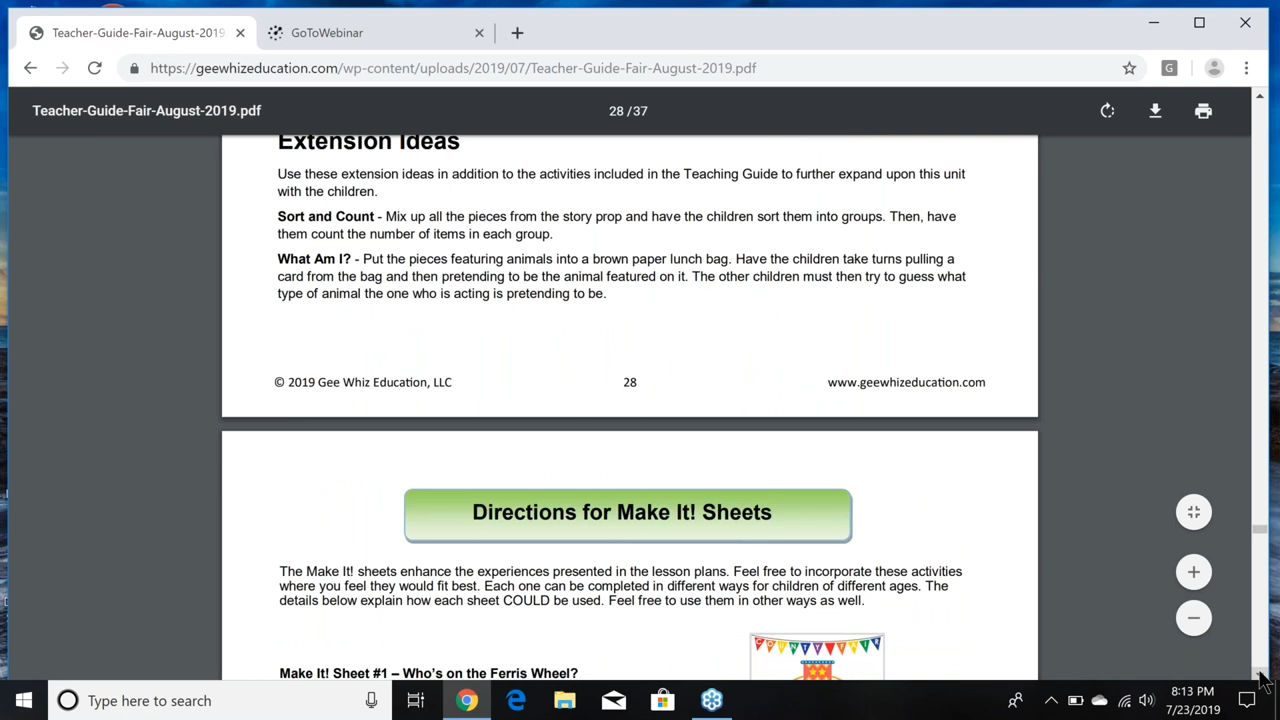 Teacher-Guide-Fair-August-2019
GoToWebinar
https://geewhizeducation.com/wp-content/uploads/2019/07/Teacher-Guide-Fair-August-2019.pdf
G
Teacher-Guide-Fair-August-2019.pdf
28 / 37
Extension Ideas
Use these extension ideas in addition to the activities included in the Teaching Guide to further expand upon this unit
with the children.
Sort and Count - Mix up all the pieces from the story prop and have the children sort them into groups. Then, have
them count the number of items in each group.
What Am I? - Put the pieces featuring animals into a brown paper lunch bag. Have the children take turns pulling a
card from the bag and then pretending to be the animal featured on it. The other children must then try to guess what
type of animal the one who is acting is pretending to be.
© 2019 Gee Whiz Education, LLC
28
www.geewhizeducation.com
Directions for Make It! Sheets
The Make It! sheets enhance the experiences presented in the lesson plans. Feel free to incorporate these activities
where you feel they would fit best. Each one can be completed in different ways for children of different ages. The
details below explain how each sheet COULD be used. Feel free to use them in other ways as well.
COUNTY FAIR
Make It! Sheet #1 – Who's on the Ferris Wheel?
Type here to search
8:13 PM
7/23/2019